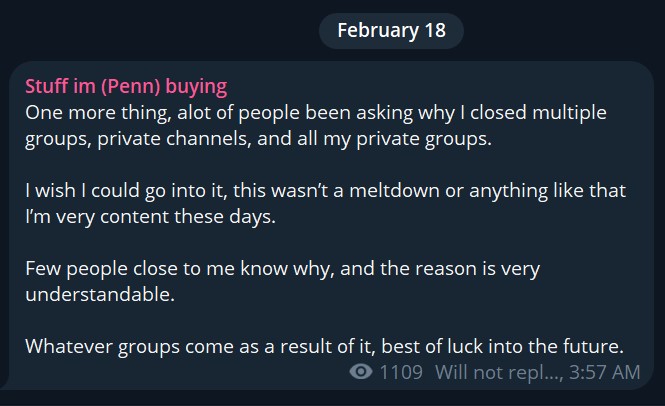 February 18
Stuff im (Penn) buying
One more thing, alot of people been asking why I closed multiple
groups, private channels, and all my private groups.
I wish I could go into it, this wasn't a meltdown or anything like that
I'm very content these days.
Few people close to me know why, and the reason is very
understandable.
Whatever groups come as a result of it, best of luck into the future.
1109 Will not repl..., 3:57 AM